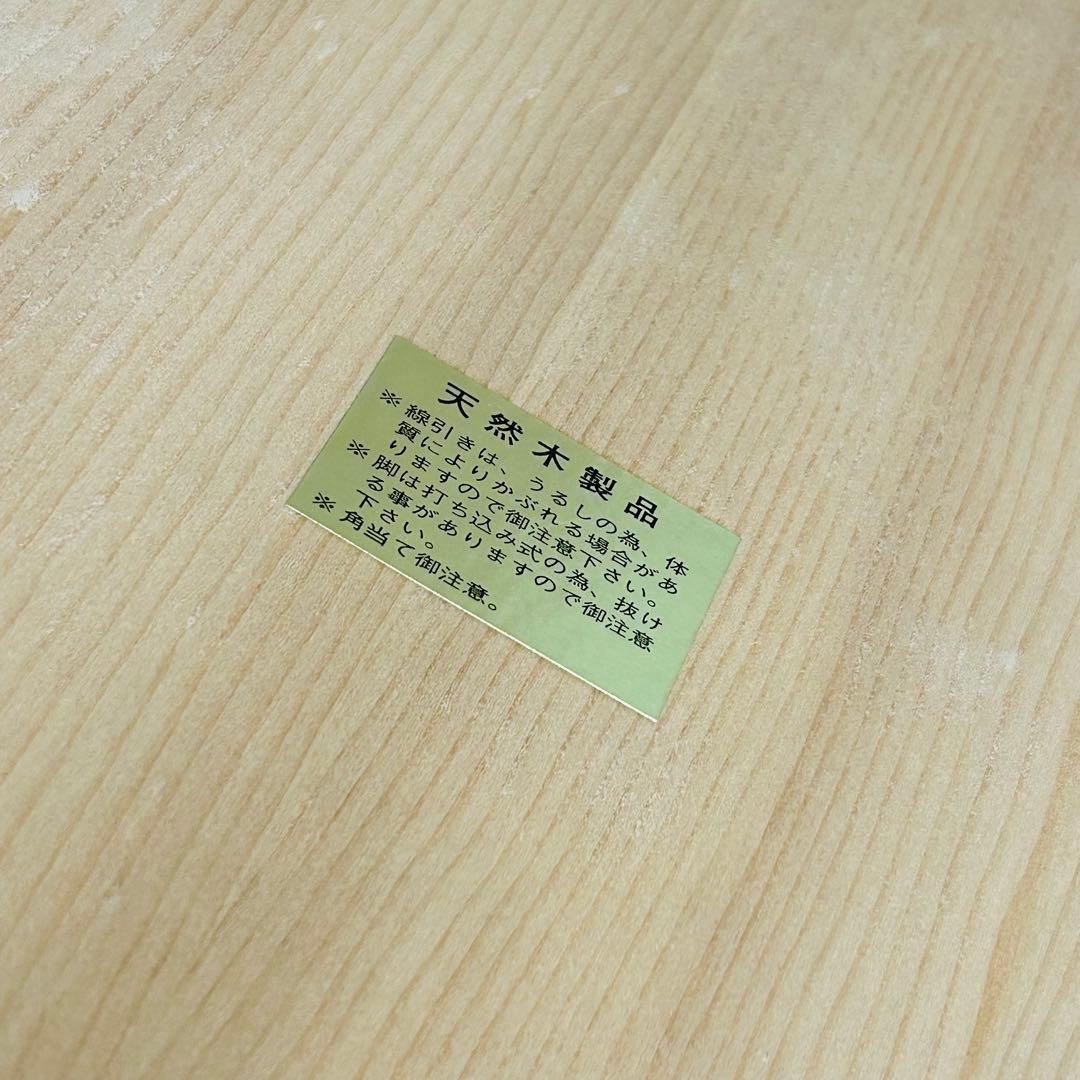 天然木製品
※線引きは、うるしの為、体
質によりかぶれる場合があ
りますので御注意下さい。
※脚は打ち込み式の為、抜け
る事がありますので御注意
下さい。
※角当て御注意。